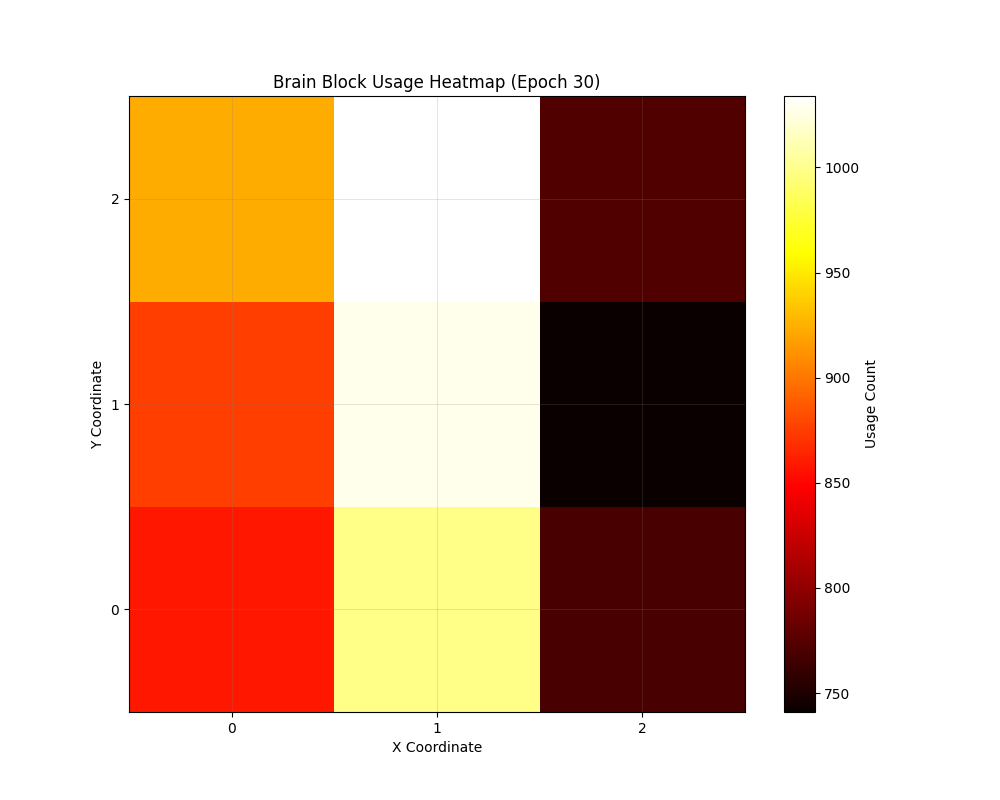 Brain Block Usage Heatmap (Epoch 30)
2
1
0
Y Coordinate
0 1 2
X Coordinate
1000
950
900
850
800
750
Usage Count